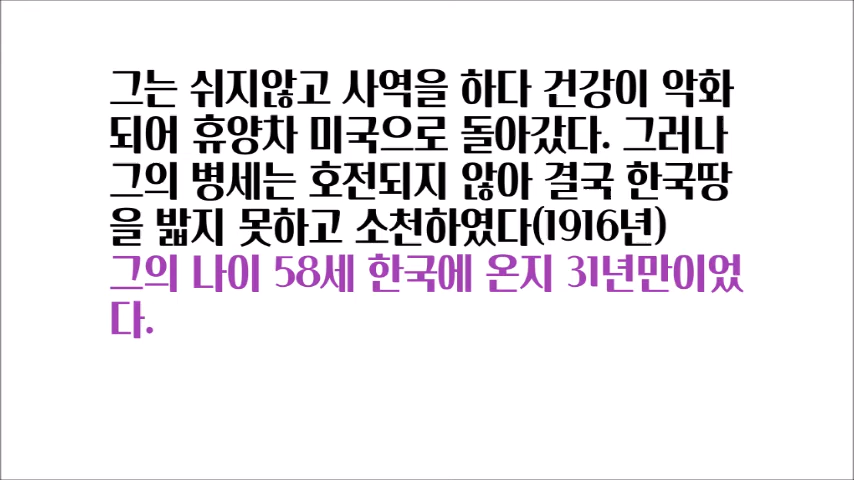 그는 쉬지않고 사역을 하다 건강이 악화
되어 휴양차 미국으로 돌아갔다. 그러나
그의 병세는 호전되지 않아 결국 한국땅
을 밟지 못하고 소천하였다(1916년)
그의 나이 58세 한국에 온지 31년만이었
다.